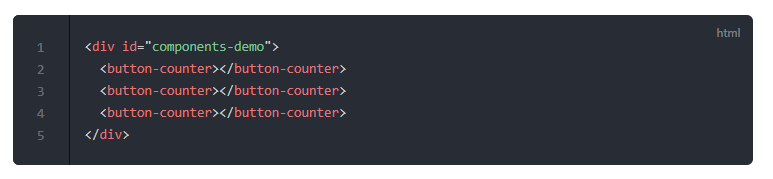 html
1 <div id="components-demo">
2   <button-counter></button-counter>
3   <button-counter></button-counter>
4   <button-counter></button-counter>
5 </div>